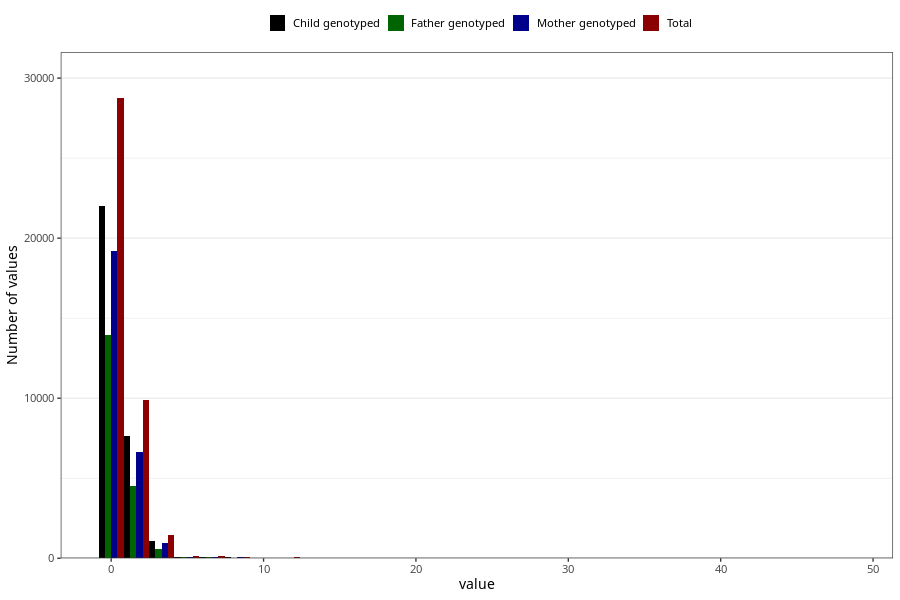 Child genotyped Father genotyped Mother genotyped Total
30000
20000
10000
0
Number of values
0 10 20 30 40 50
value